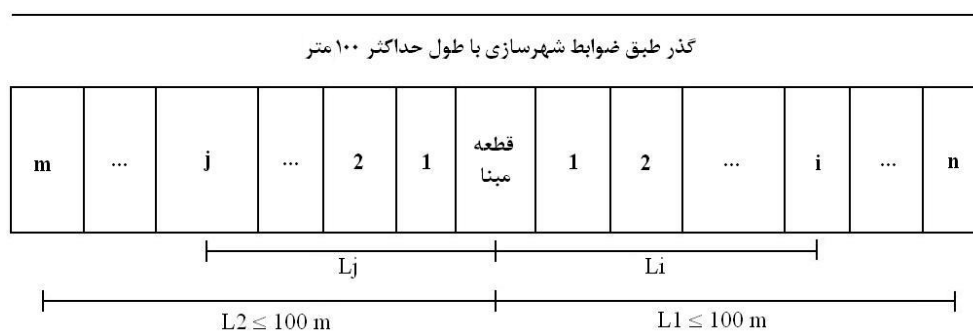 گذر طبق ضوابط شهرسازی با طول حداکثر ۱۰۰ متر
m ... j ... 2 1 قطعه مبنا 1 2 ... i ... n
Lj Li
L2 ≤ 100 m L1 ≤ 100 m